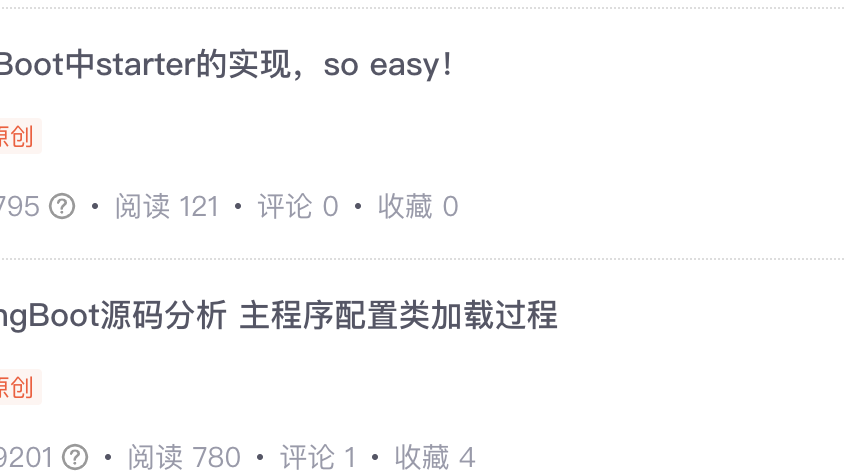 Boot中starter的实现，so easy！
原创
795 ? • 阅读 121 • 评论 0 • 收藏 0
ngBoot源码分析 主程序配置类加载过程
原创
9201 ? • 阅读 780 • 评论 1 • 收藏 4